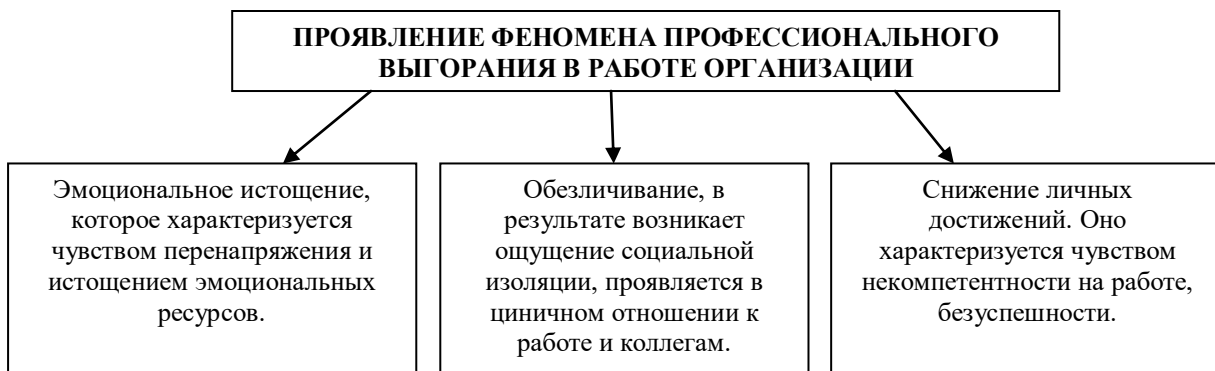 ПРОЯВЛЕНИЕ ФЕНОМЕНА ПРОФЕССИОНАЛЬНОГО
ВЫГОРАНИЯ В РАБОТЕ ОРГАНИЗАЦИИ
Эмоциональное истощение,
которое характеризуется
чувством перенапряжения и
истощением эмоциональных
ресурсов.
Обезличивание, в
результате возникает
ощущение социальной
изоляции, проявляется в
циничном отношении к
работе и коллегам.
Снижение личных
достижений. Оно
характеризуется чувством
некомпетентности на работе,
безуспешности.